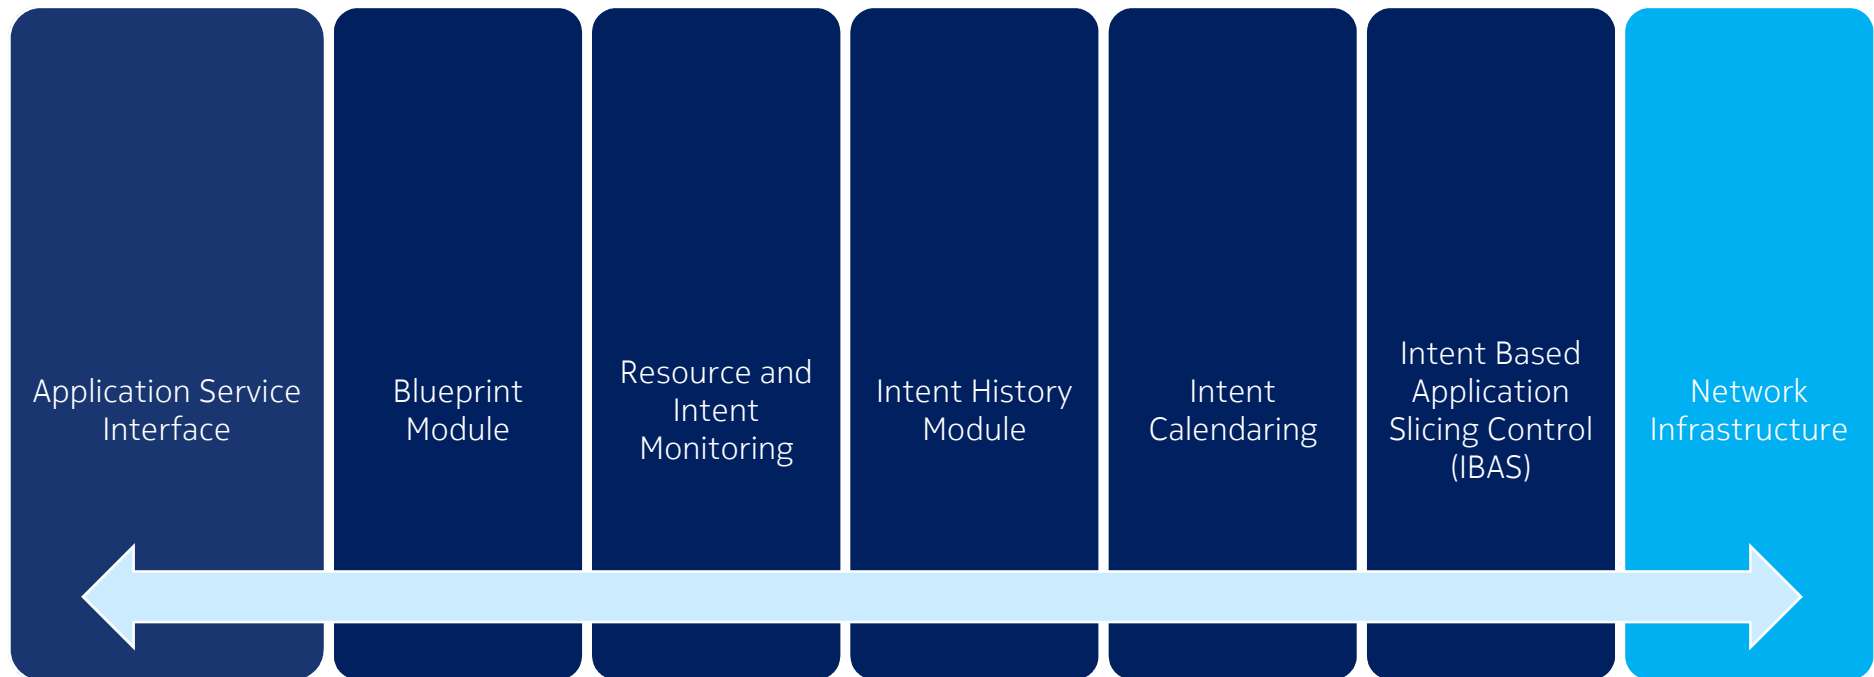 Application Service
Interface
Blueprint
Module
Resource and
Intent
Monitoring
Intent History
Module
Intent
Calendaring
Intent Based
Application
Slicing Control
(IBAS)
Network
Infrastructure